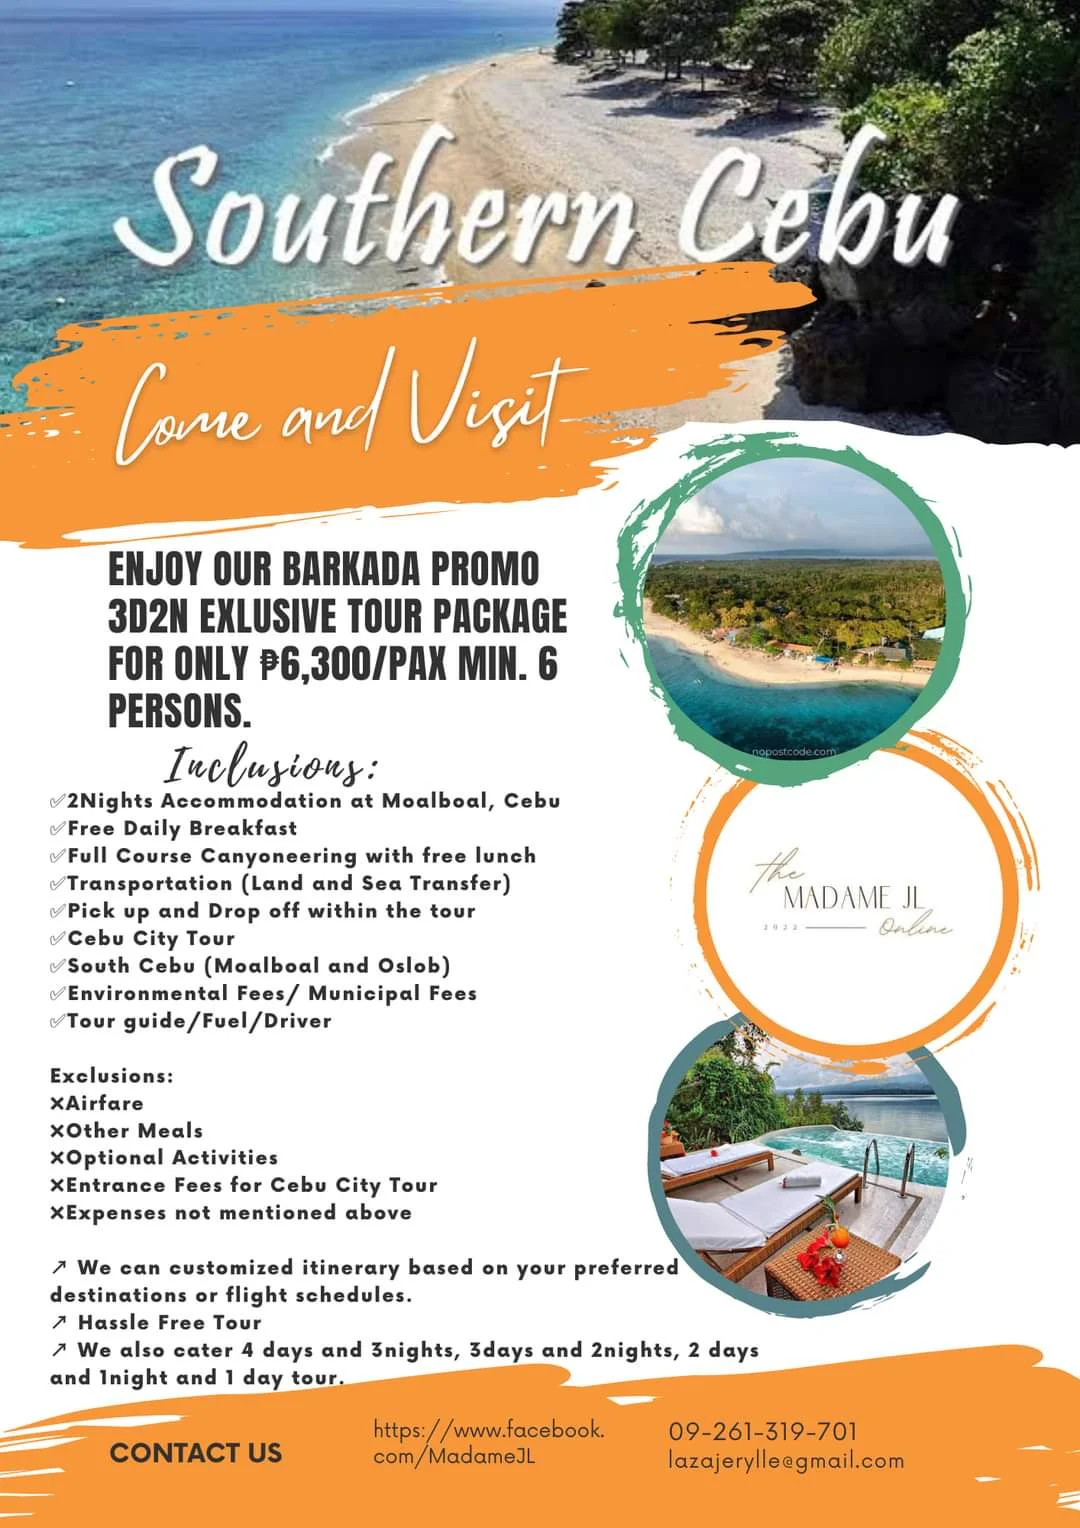 Southern Cebu
Come and Visit
ENJOY OUR BARKADA PROMO
3D2N EXLUSIVE TOUR PACKAGE
FOR ONLY ₱6,300/PAX MIN. 6
PERSONS.
Inclusions:
✅2Nights Accommodation at Moalboal, Cebu
✅Free Daily Breakfast
✅Full Course Canyoneering with free lunch
✅Transportation (Land and Sea Transfer)
✅Pick up and Drop off within the tour
✅Cebu City Tour
✅South Cebu (Moalboal and Oslob)
✅Environmental Fees/ Municipal Fees
✅Tour guide/Fuel/Driver
Exclusions:
❌Airfare
❌Other Meals
❌Optional Activities
❌Entrance Fees for Cebu City Tour
❌Expenses not mentioned above
↗ We can customized itinerary based on your preferred
destinations or flight schedules.
↗ Hassle Free Tour
↗ We also cater 4 days and 3nights, 3days and 2nights, 2 days
and 1night and 1 day tour.
nopostcode.com
the
MADAME JL
2022
Online
CONTACT US
https://www.facebook.
com/MadameJL
09-261-319-701
lazajerylle@gmail.com